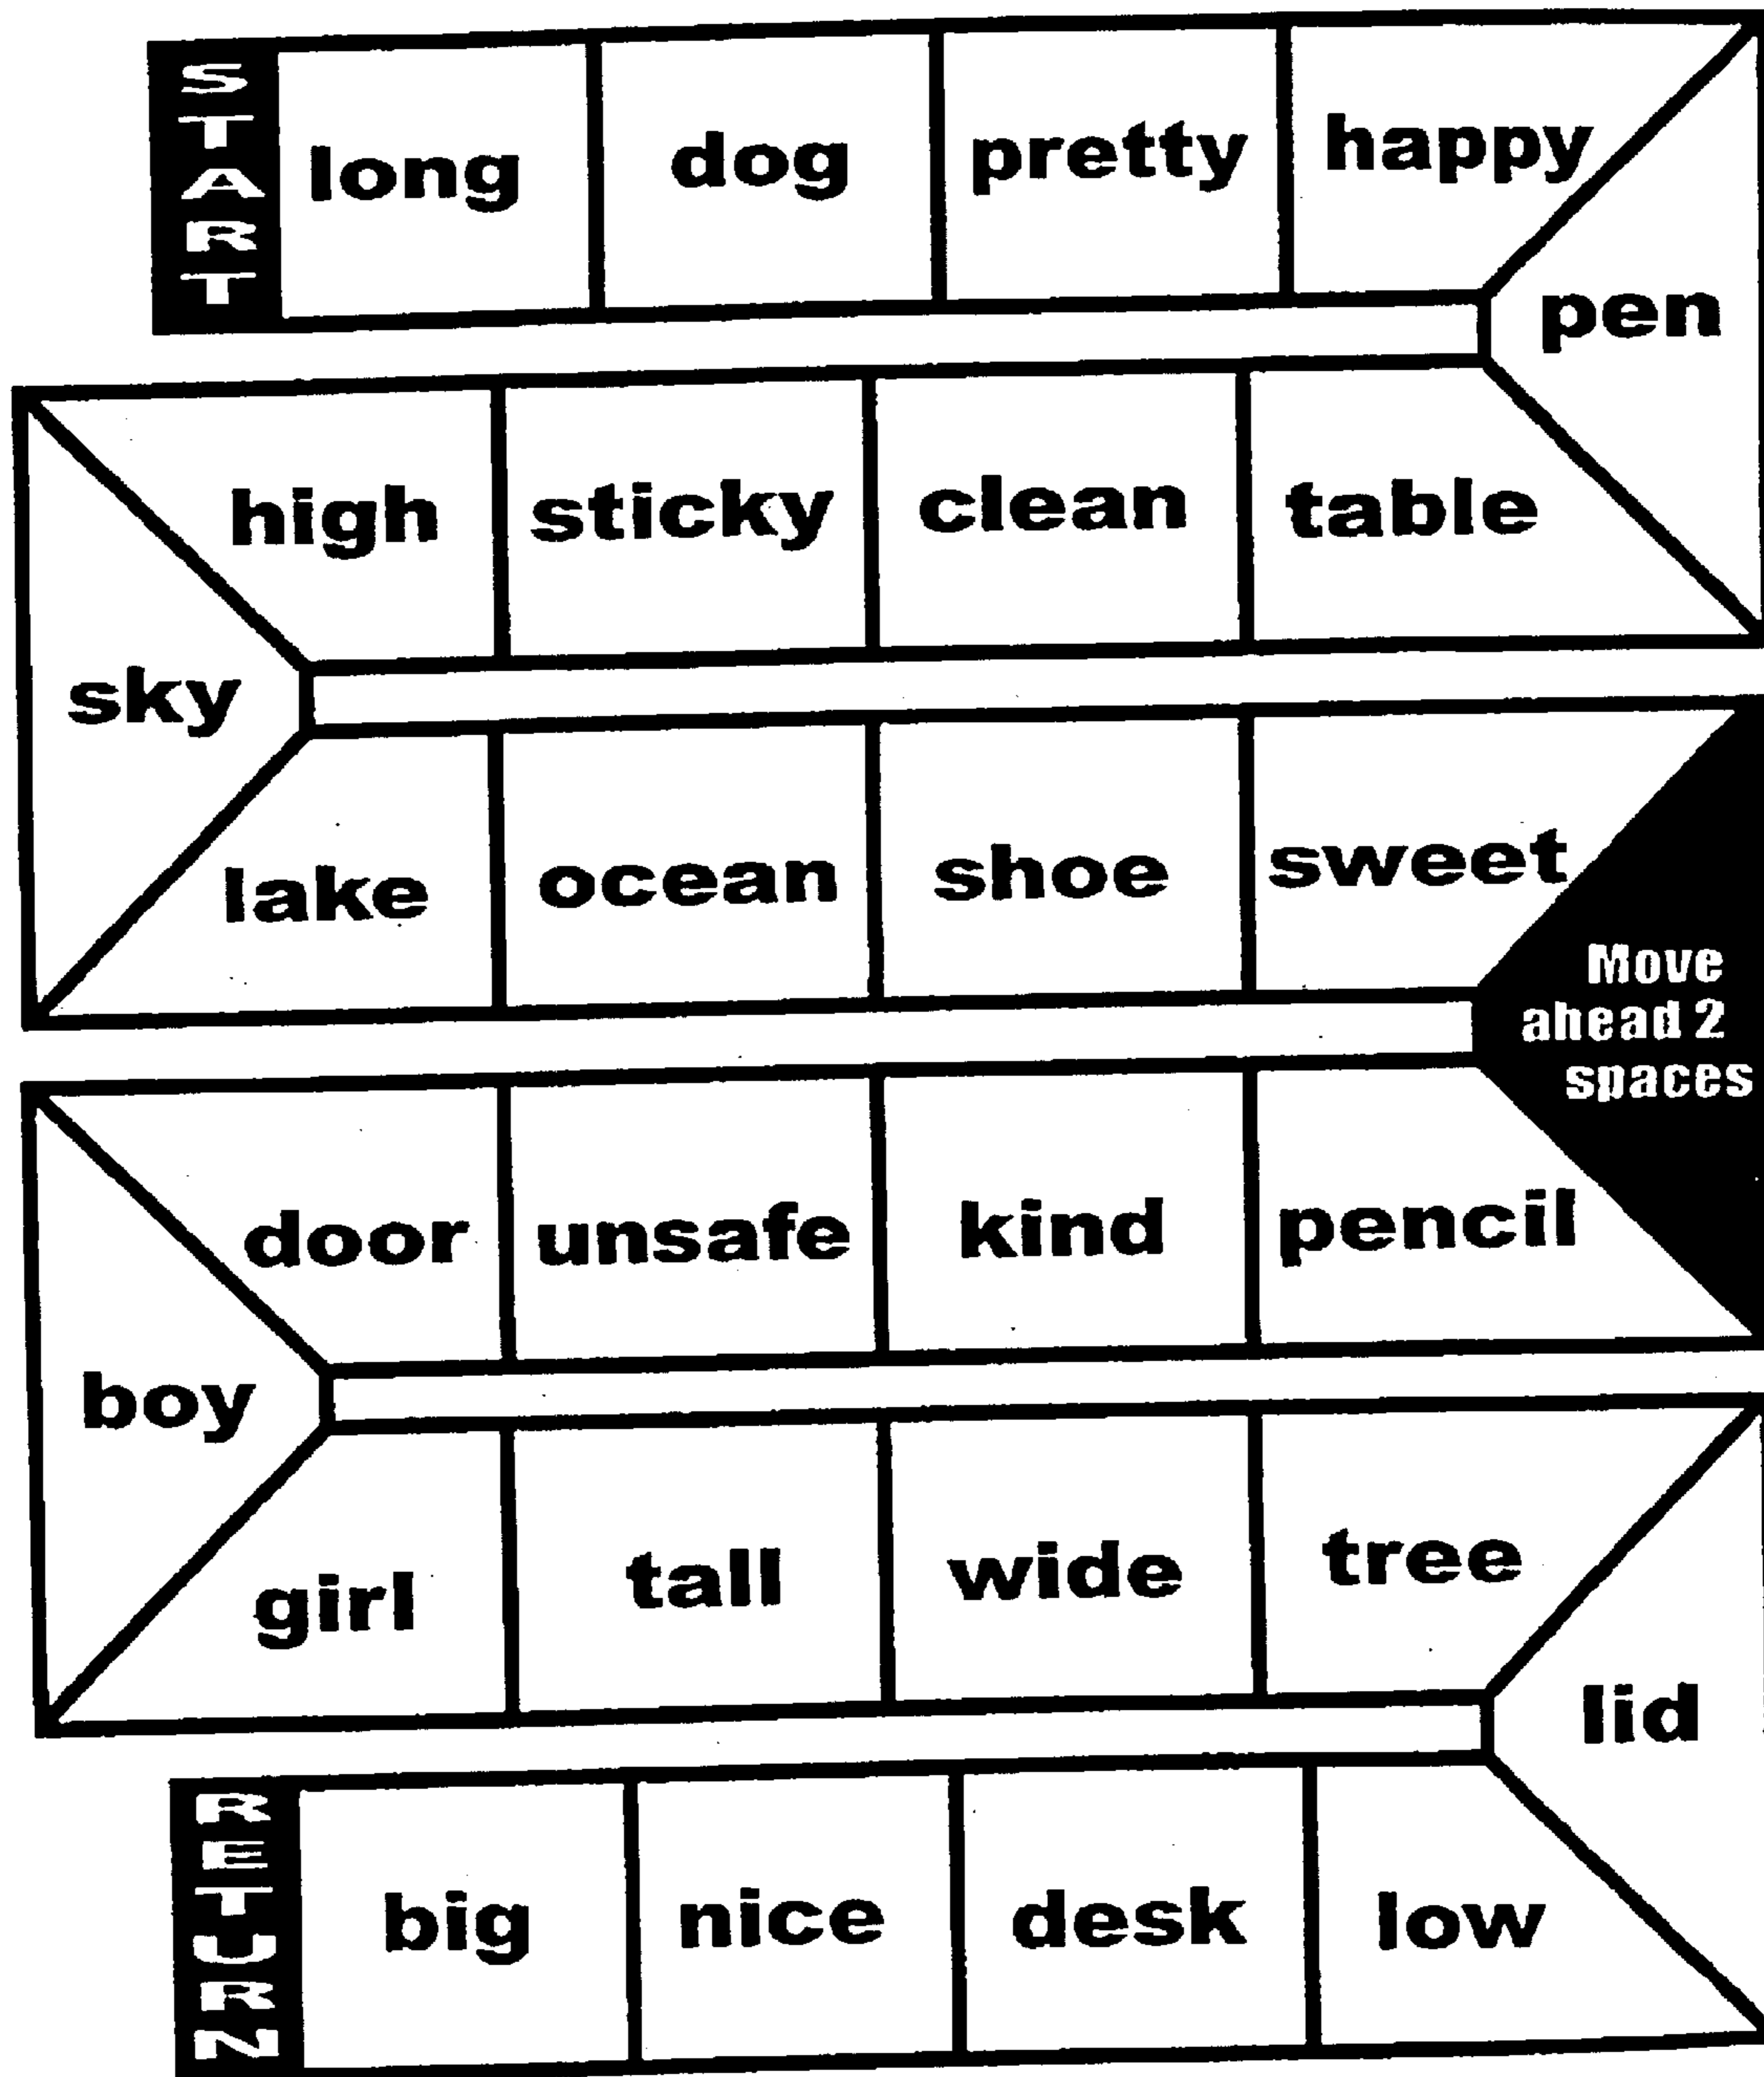 START
long dog pretty happy
pen
high sticky clean table
sky
lake ocean shoe sweet
Move
ahead 2
spaces
door unsafe kind pencil
boy
girl tall wide tree
lid
RETURN
big nice desk low